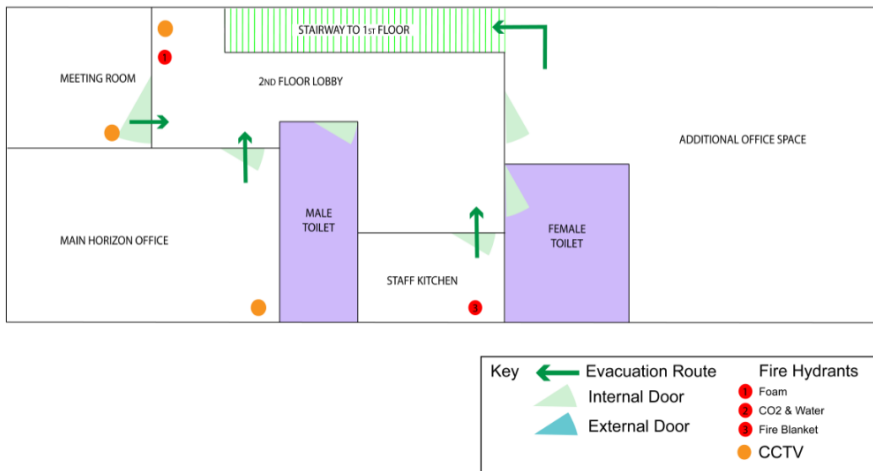 STAIRWAY TO 1ST FLOOR
1
MEETING ROOM
2ND FLOOR LOBBY
ADDITIONAL OFFICE SPACE
MALE
TOILET
MAIN HORIZON OFFICE
FEMALE
TOILET
STAFF KITCHEN
3
Key
Evacuation Route
Internal Door
External Door
Fire Hydrants
1 Foam
2 CO2 & Water
3 Fire Blanket
CCTV